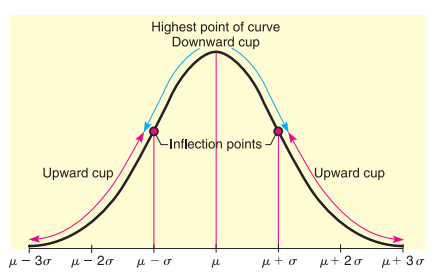 Highest point of curve
Downward cup
Inflection points
Upward cup
Upward cup
μ − 3σ μ − 2σ μ − σ μ μ + σ μ + 2σ μ + 3σ